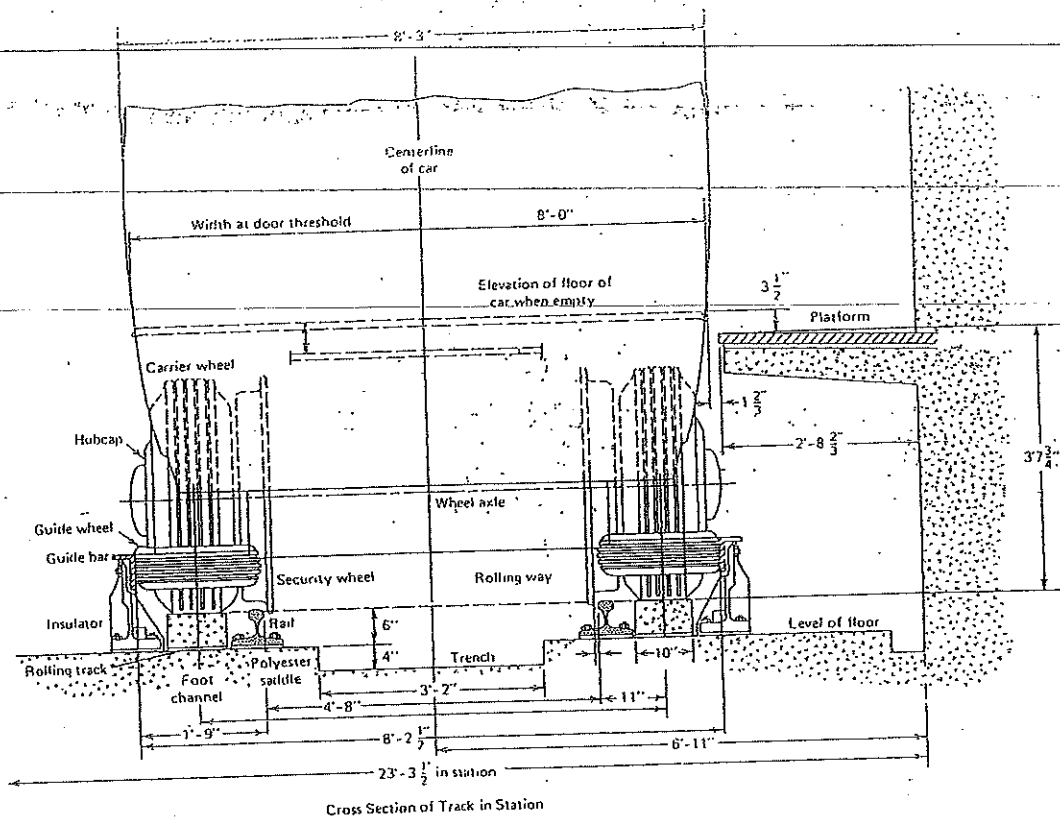 8'-3"
Centerline
of car
Width at door threshold
8'-0"
Elevation of floor of
car when empty
3 1/2"
Platform
Carrier wheel
1 2/3"
Hubcap
2'-8 2/3"
3'7 3/4"
Wheel axle
Guide wheel
Guide bar
Security wheel
Rolling way
Insulator
Rail
6"
Level of floor
4"
Rolling track
Polyester
saddle
Trench
10"
Foot
channel
3'-2"
4'-8"
11"
1'-9"
8'-2 1/2"
6'-11"
23'-3 1/2" in station
Cross Section of Track in Station